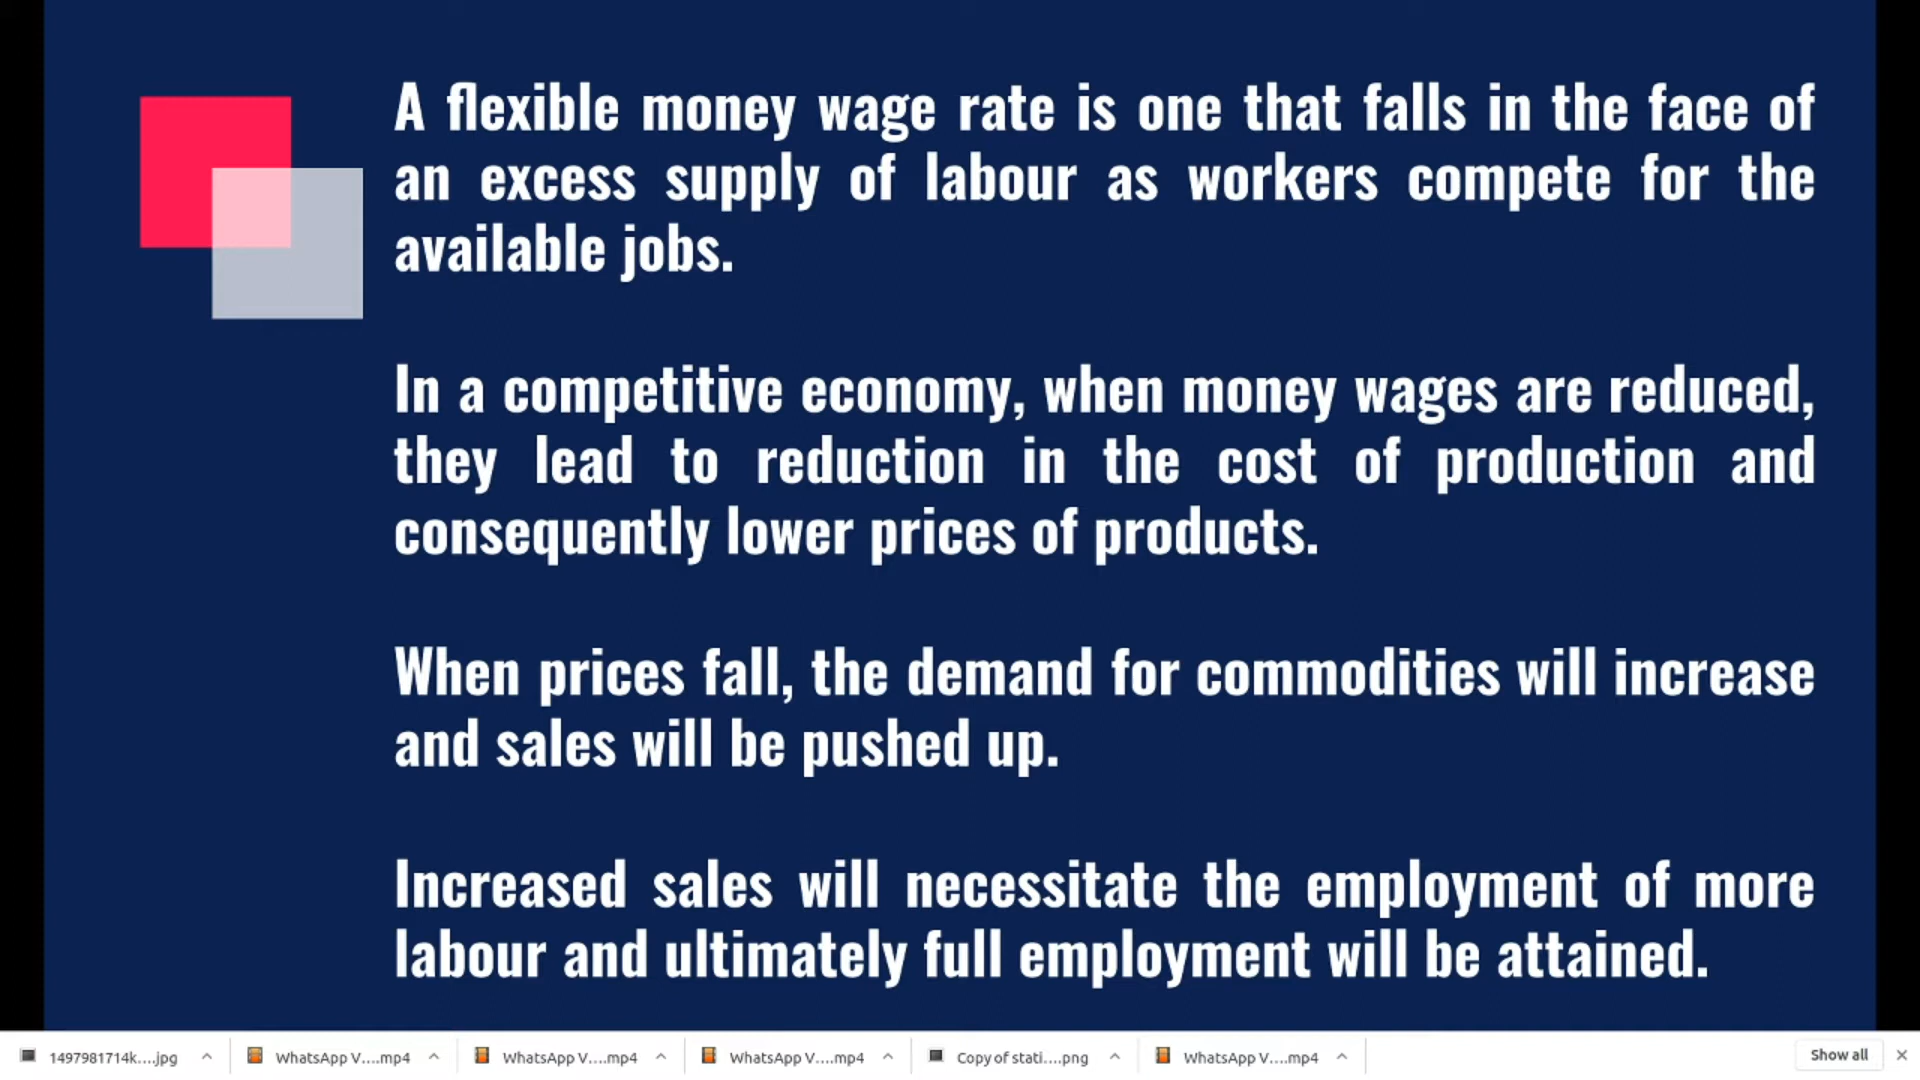 A flexible money wage rate is one that falls in the face of
an excess supply of labour as workers compete for the
available jobs.
In a competitive economy, when money wages are reduced,
they lead to reduction in the cost of production and
consequently lower prices of products.
When prices fall, the demand for commodities will increase
and sales will be pushed up.
Increased sales will necessitate the employment of more
labour and ultimately full employment will be attained.
1497981714k....jpg WhatsApp V....mp4 WhatsApp V....mp4 WhatsApp V....mp4 Copy of stati....png WhatsApp V....mp4 Show all